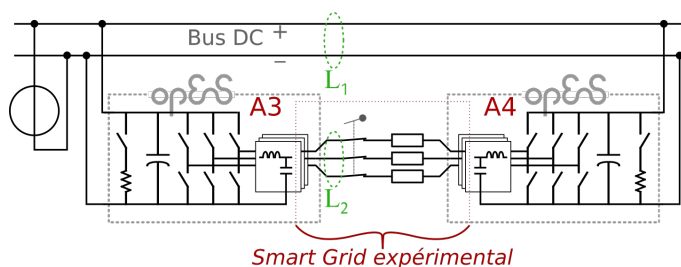 Bus DC +
−
L1
A3
A4
L2
Smart Grid expérimental